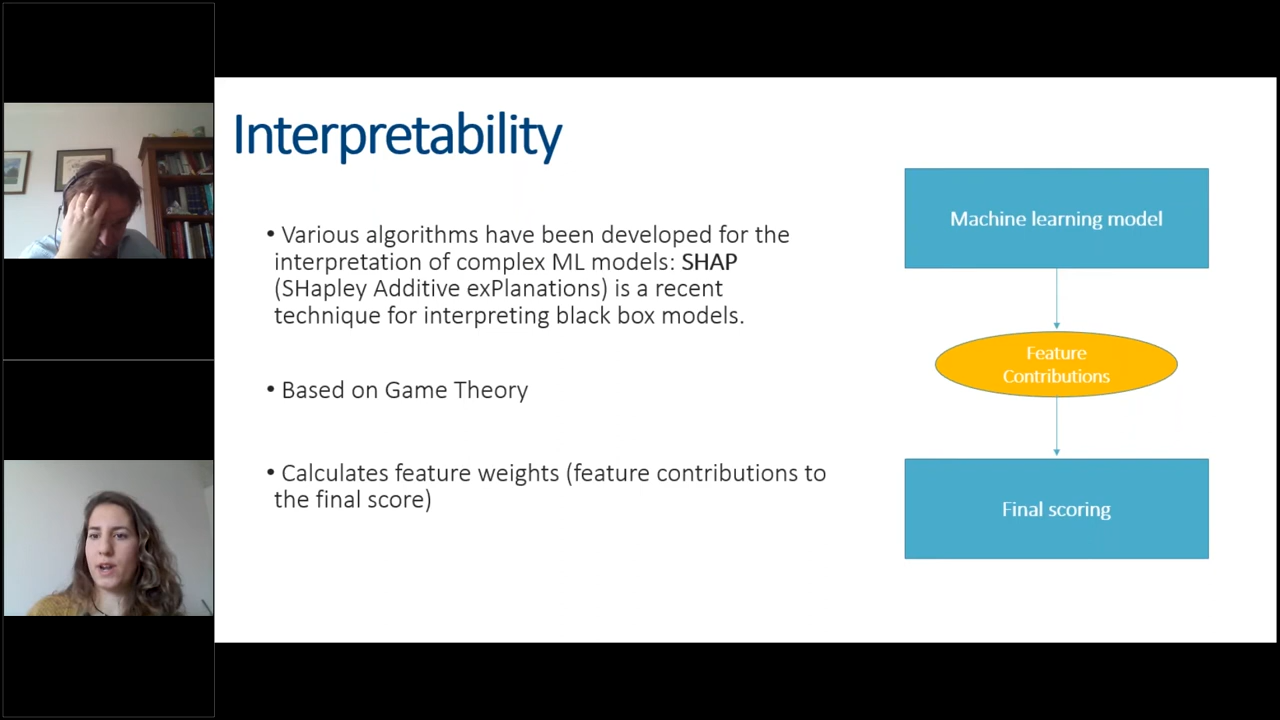 Interpretability
• Various algorithms have been developed for the
interpretation of complex ML models: SHAP
(SHapley Additive exPlanations) is a recent
technique for interpreting black box models.
• Based on Game Theory
• Calculates feature weights (feature contributions to
the final score)
Machine learning model
Feature
Contributions
Final scoring